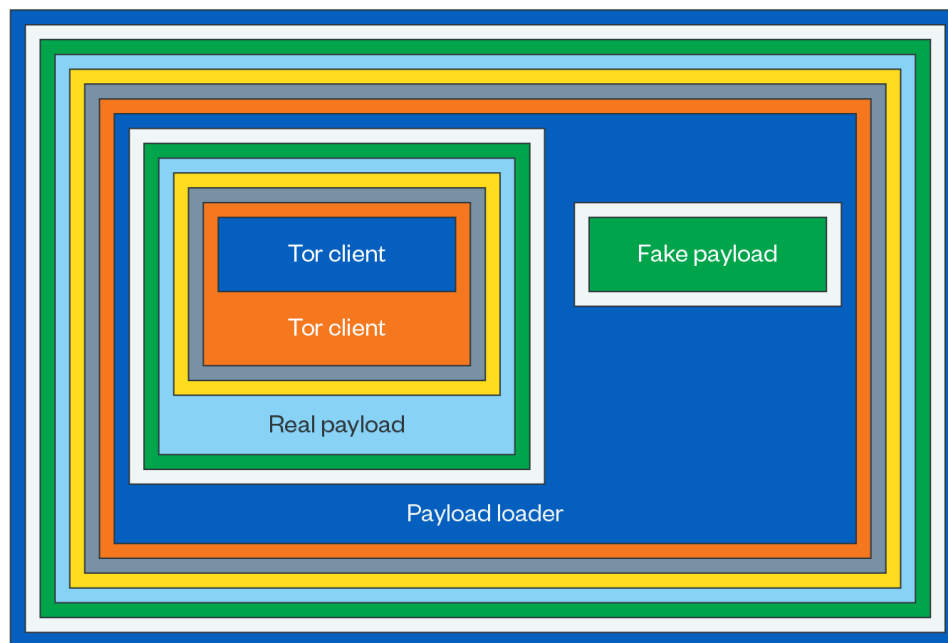 Tor client
Fake payload
Tor client
Real payload
Payload loader